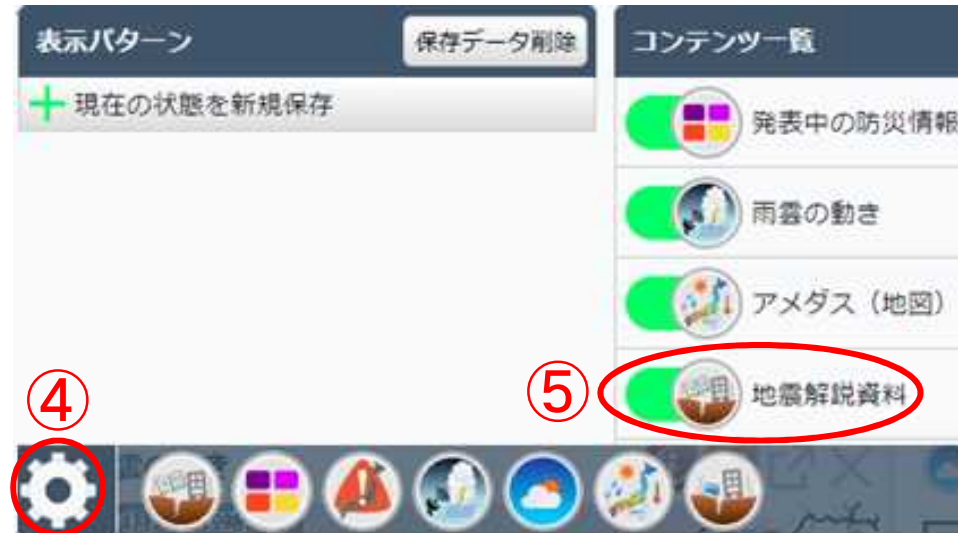 表示パターン
保存データ削除
現在の状態を新規保存
コンテンツ一覧
発表中の防災情報
雨雲の動き
アメダス（地図）
地震解説資料
④
⑤